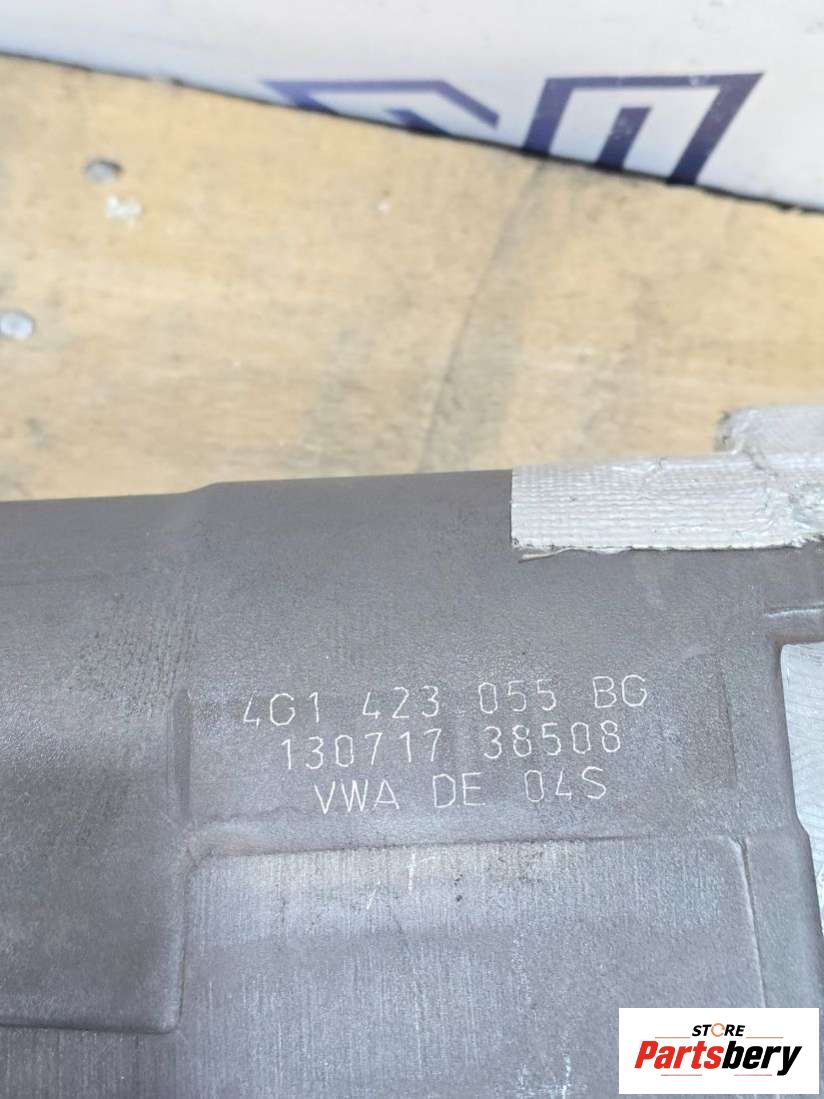 4G1 423 055 BG
130717 38508
VWA DE 04S
STORE
Partsbery